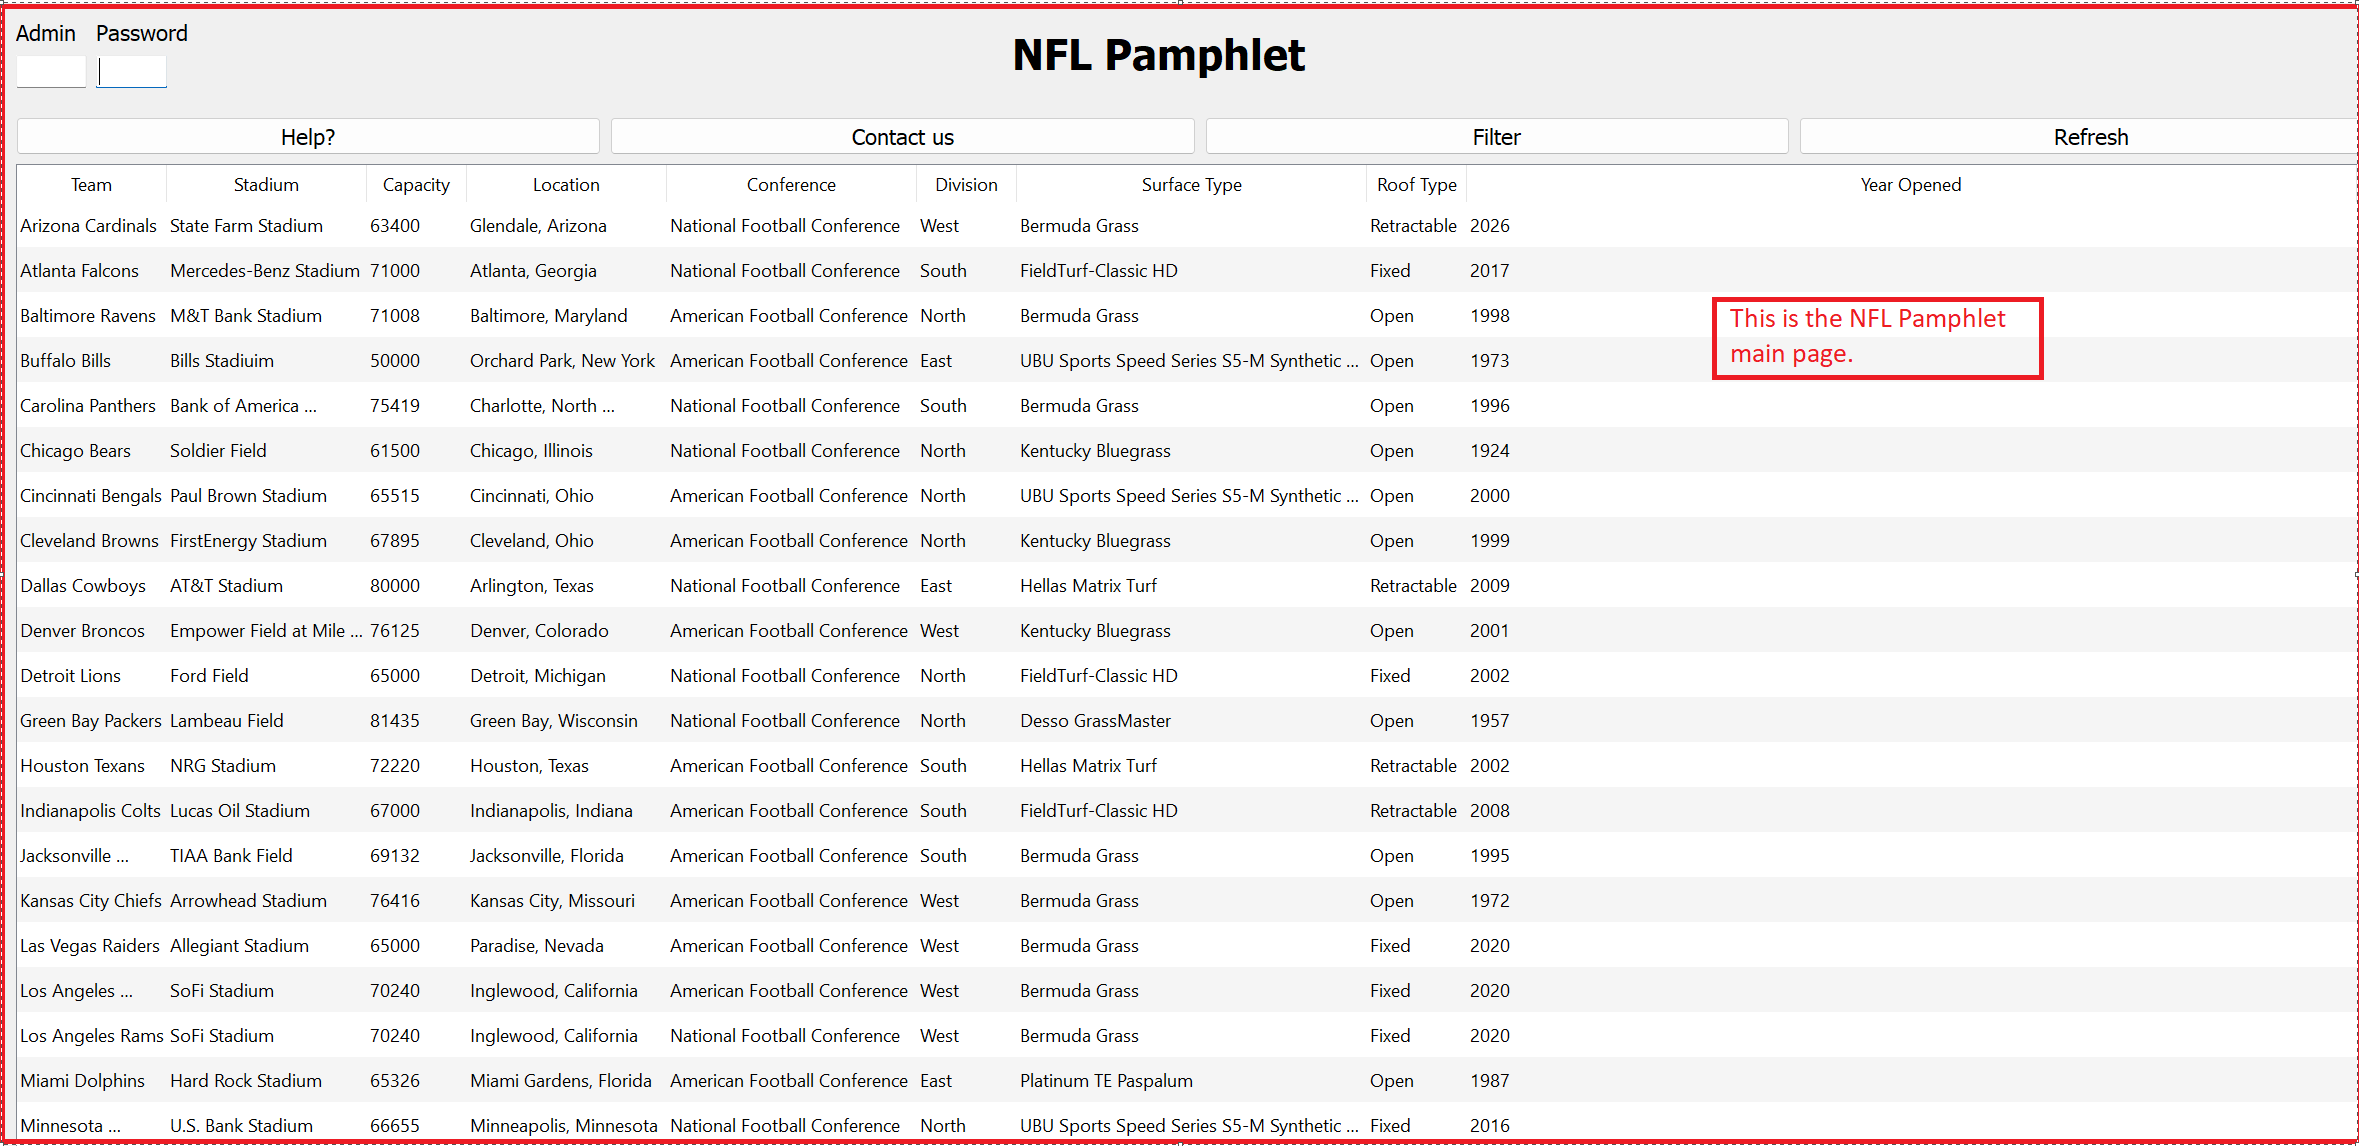 Admin Password
NFL Pamphlet
Help? Contact us Filter Refresh
Team Stadium Capacity Location Conference Division Surface Type Roof Type Year Opened
Arizona Cardinals State Farm Stadium 63400 Glendale, Arizona National Football Conference West Bermuda Grass Retractable 2026
Atlanta Falcons Mercedes-Benz Stadium 71000 Atlanta, Georgia National Football Conference South FieldTurf-Classic HD Fixed 2017
Baltimore Ravens M&T Bank Stadium 71008 Baltimore, Maryland American Football Conference North Bermuda Grass Open 1998
This is the NFL Pamphlet
main page.
Buffalo Bills Bills Stadiuim 50000 Orchard Park, New York American Football Conference East UBU Sports Speed Series S5-M Synthetic ... Open 1973
Carolina Panthers Bank of America ... 75419 Charlotte, North ... National Football Conference South Bermuda Grass Open 1996
Chicago Bears Soldier Field 61500 Chicago, Illinois National Football Conference North Kentucky Bluegrass Open 1924
Cincinnati Bengals Paul Brown Stadium 65515 Cincinnati, Ohio American Football Conference North UBU Sports Speed Series S5-M Synthetic ... Open 2000
Cleveland Browns FirstEnergy Stadium 67895 Cleveland, Ohio American Football Conference North Kentucky Bluegrass Open 1999
Dallas Cowboys AT&T Stadium 80000 Arlington, Texas National Football Conference East Hellas Matrix Turf Retractable 2009
Denver Broncos Empower Field at Mile ... 76125 Denver, Colorado American Football Conference West Kentucky Bluegrass Open 2001
Detroit Lions Ford Field 65000 Detroit, Michigan National Football Conference North FieldTurf-Classic HD Fixed 2002
Green Bay Packers Lambeau Field 81435 Green Bay, Wisconsin National Football Conference North Desso GrassMaster Open 1957
Houston Texans NRG Stadium 72220 Houston, Texas American Football Conference South Hellas Matrix Turf Retractable 2002
Indianapolis Colts Lucas Oil Stadium 67000 Indianapolis, Indiana American Football Conference South FieldTurf-Classic HD Retractable 2008
Jacksonville ... TIAA Bank Field 69132 Jacksonville, Florida American Football Conference South Bermuda Grass Open 1995
Kansas City Chiefs Arrowhead Stadium 76416 Kansas City, Missouri American Football Conference West Bermuda Grass Open 1972
Las Vegas Raiders Allegiant Stadium 65000 Paradise, Nevada American Football Conference West Bermuda Grass Fixed 2020
Los Angeles ... SoFi Stadium 70240 Inglewood, California American Football Conference West Bermuda Grass Fixed 2020
Los Angeles Rams SoFi Stadium 70240 Inglewood, California National Football Conference West Bermuda Grass Fixed 2020
Miami Dolphins Hard Rock Stadium 65326 Miami Gardens, Florida American Football Conference East Platinum TE Paspalum Open 1987
Minnesota ... U.S. Bank Stadium 66655 Minneapolis, Minnesota National Football Conference North UBU Sports Speed Series S5-M Synthetic ... Fixed 2016